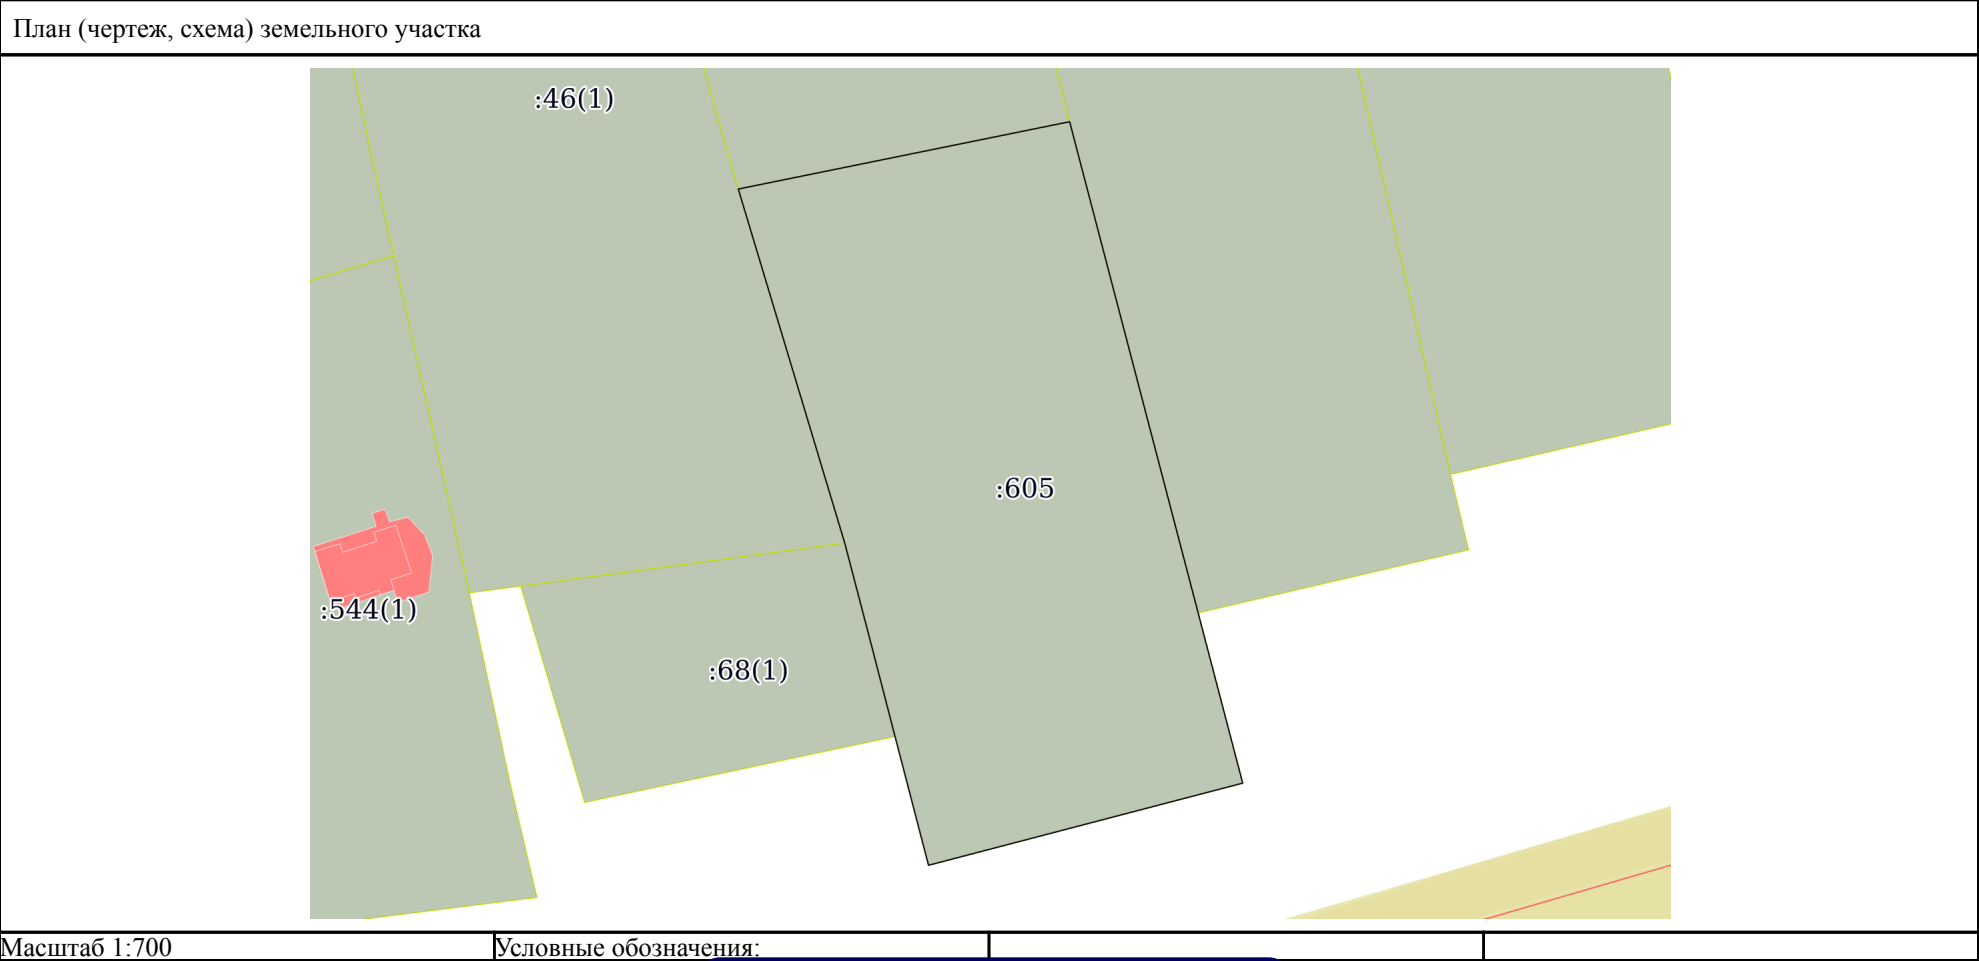 План (чертеж, схема) земельного участка
:46(1)
:605
:544(1)
:68(1)
Масштаб 1:700
Условные обозначения: